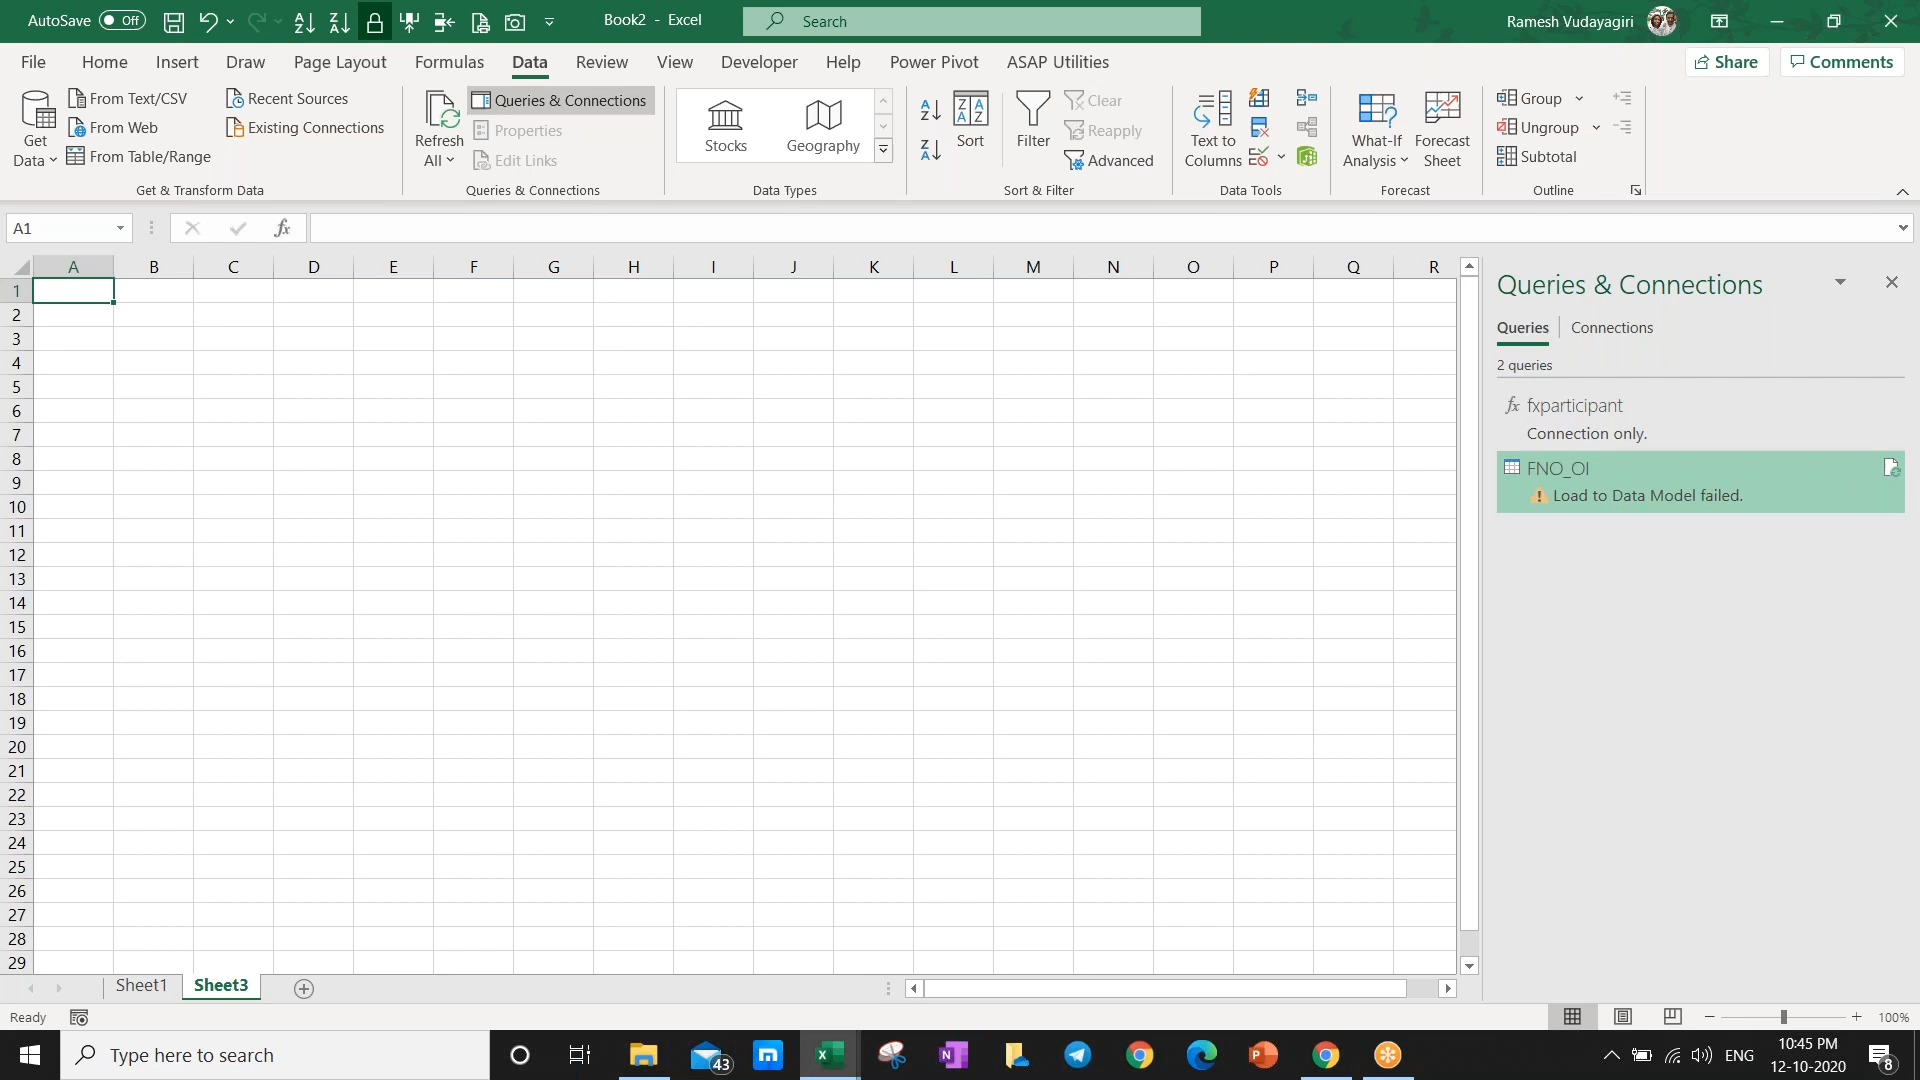 AutoSave Off Book2 - Excel Search Ramesh Vudayagiri
File Home Insert Draw Page Layout Formulas Data Review View Developer Help Power Pivot ASAP Utilities Share Comments
Get Data
From Text/CSV
From Web
From Table/Range
Recent Sources
Existing Connections
Get & Transform Data
Refresh All
Queries & Connections
Properties
Edit Links
Queries & Connections
Stocks
Geography
Data Types
Sort
Filter
Clear
Reapply
Advanced
Sort & Filter
Text to Columns
Data Tools
What-If Analysis
Forecast Sheet
Forecast
Group
Ungroup
Subtotal
Outline
A1 fx
A B C D E F G H I J K L M N O P Q R
1
2
3
4
5
6
7
8
9
10
11
12
13
14
15
16
17
18
19
20
21
22
23
24
25
26
27
28
29
Queries & Connections
Queries Connections
2 queries
fx fxparticipant
Connection only.
FNO_OI
Load to Data Model failed.
Sheet1 Sheet3
Ready 100%
Type here to search 43 ENG 10:45 PM 12-10-2020 8